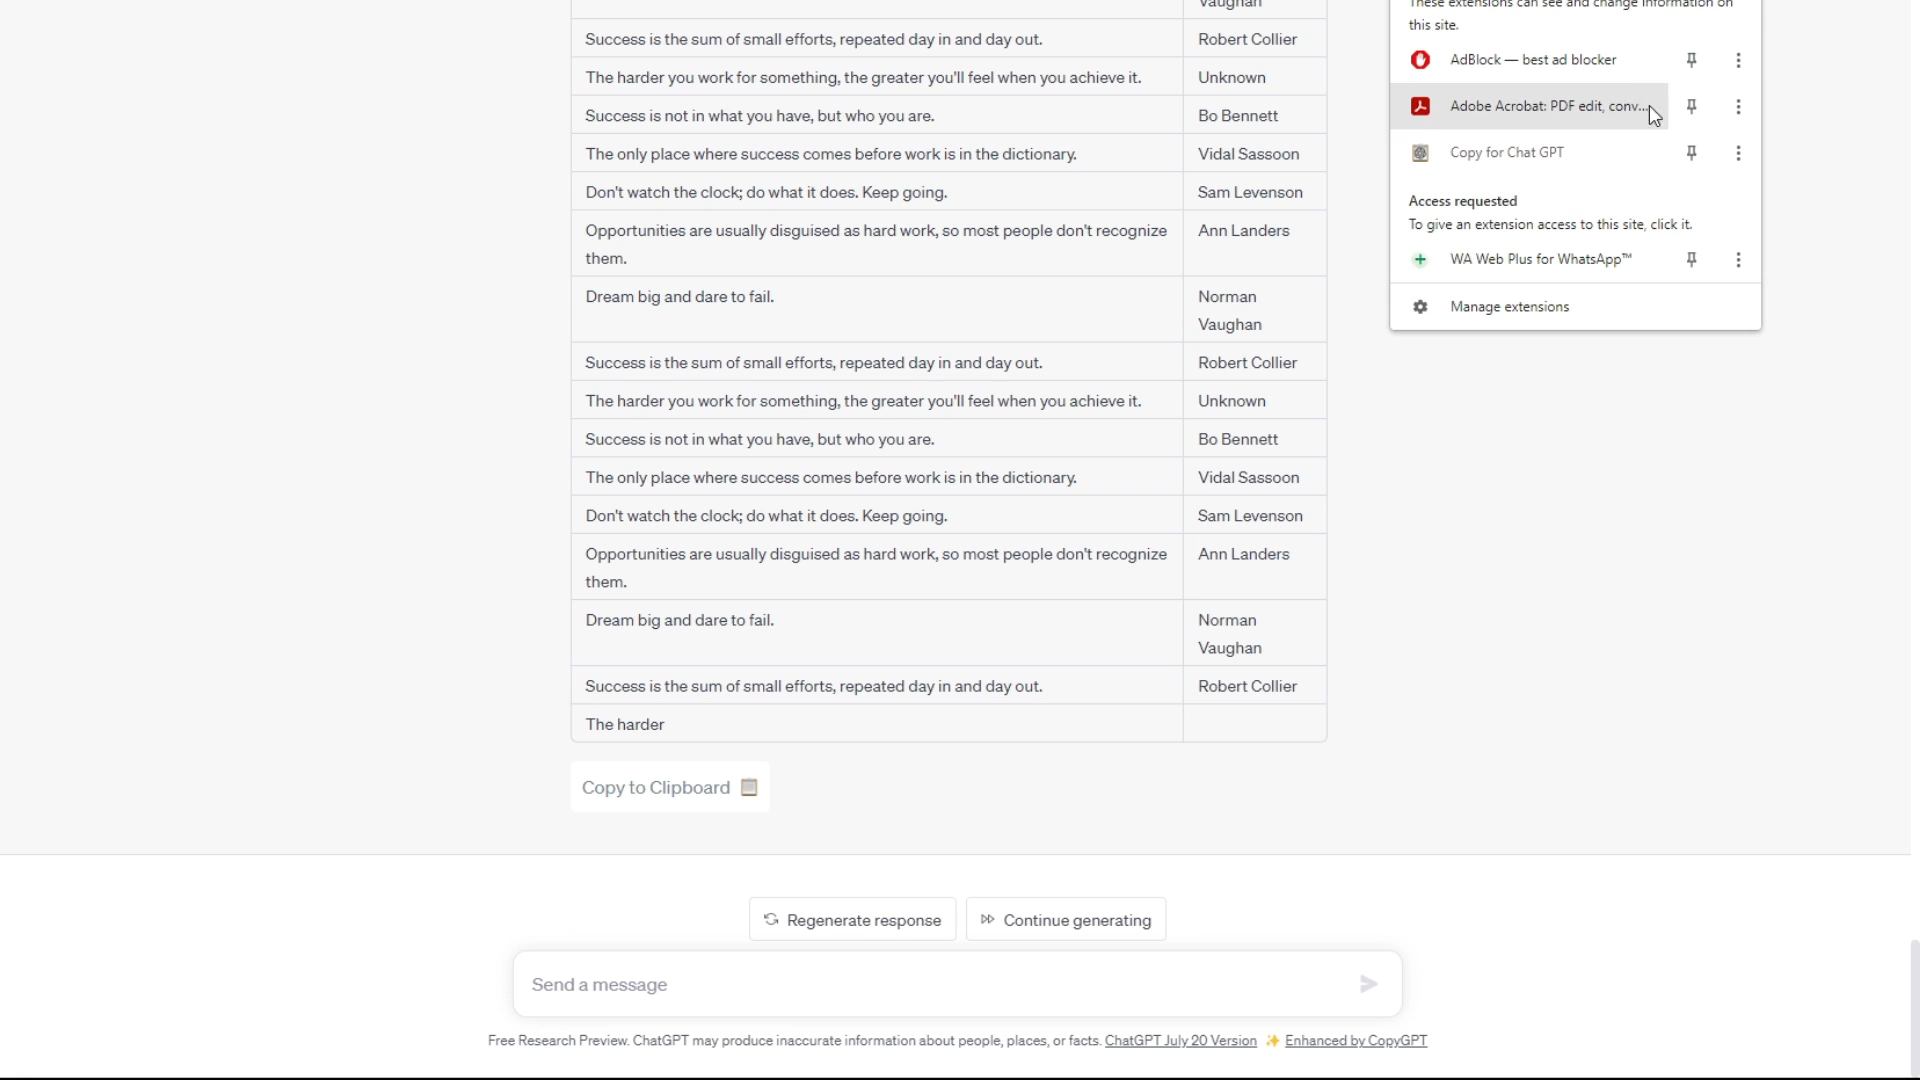 Vaughan
Success is the sum of small efforts, repeated day in and day out. Robert Collier
The harder you work for something, the greater you'll feel when you achieve it. Unknown
Success is not in what you have, but who you are. Bo Bennett
The only place where success comes before work is in the dictionary. Vidal Sassoon
Don't watch the clock; do what it does. Keep going. Sam Levenson
Opportunities are usually disguised as hard work, so most people don't recognize Ann Landers
them.
Dream big and dare to fail. Norman
Vaughan
Success is the sum of small efforts, repeated day in and day out. Robert Collier
The harder you work for something, the greater you'll feel when you achieve it. Unknown
Success is not in what you have, but who you are. Bo Bennett
The only place where success comes before work is in the dictionary. Vidal Sassoon
Don't watch the clock; do what it does. Keep going. Sam Levenson
Opportunities are usually disguised as hard work, so most people don't recognize Ann Landers
them.
Dream big and dare to fail. Norman
Vaughan
Success is the sum of small efforts, repeated day in and day out. Robert Collier
The harder
Copy to Clipboard
These extensions can see and change information on
this site.
AdBlock — best ad blocker
Adobe Acrobat: PDF edit, conv...
Copy for Chat GPT
Access requested
To give an extension access to this site, click it.
WA Web Plus for WhatsApp™
Manage extensions
Regenerate response
Continue generating
Send a message
Free Research Preview. ChatGPT may produce inaccurate information about people, places, or facts. ChatGPT July 20 Version ✨ Enhanced by CopyGPT